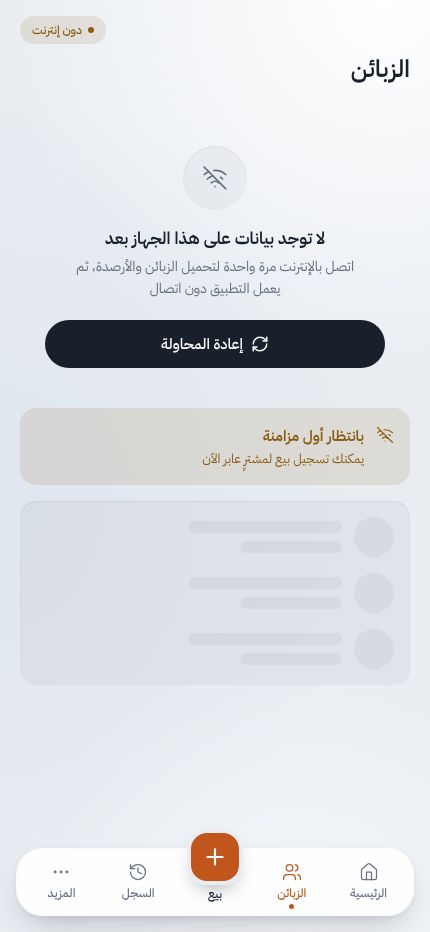 دون إنترنت
الزبائن
لا توجد بيانات على هذا الجهاز بعد
اتصل بالإنترنت مرة واحدة لتحميل الزبائن والأرصدة، ثم
يعمل التطبيق دون اتصال
إعادة المحاولة
بانتظار أول مزامنة
يمكنك تسجيل بيع لمشترٍ عابر الآن
الرئيسية
الزبائن
بيع
السجل
المزيد